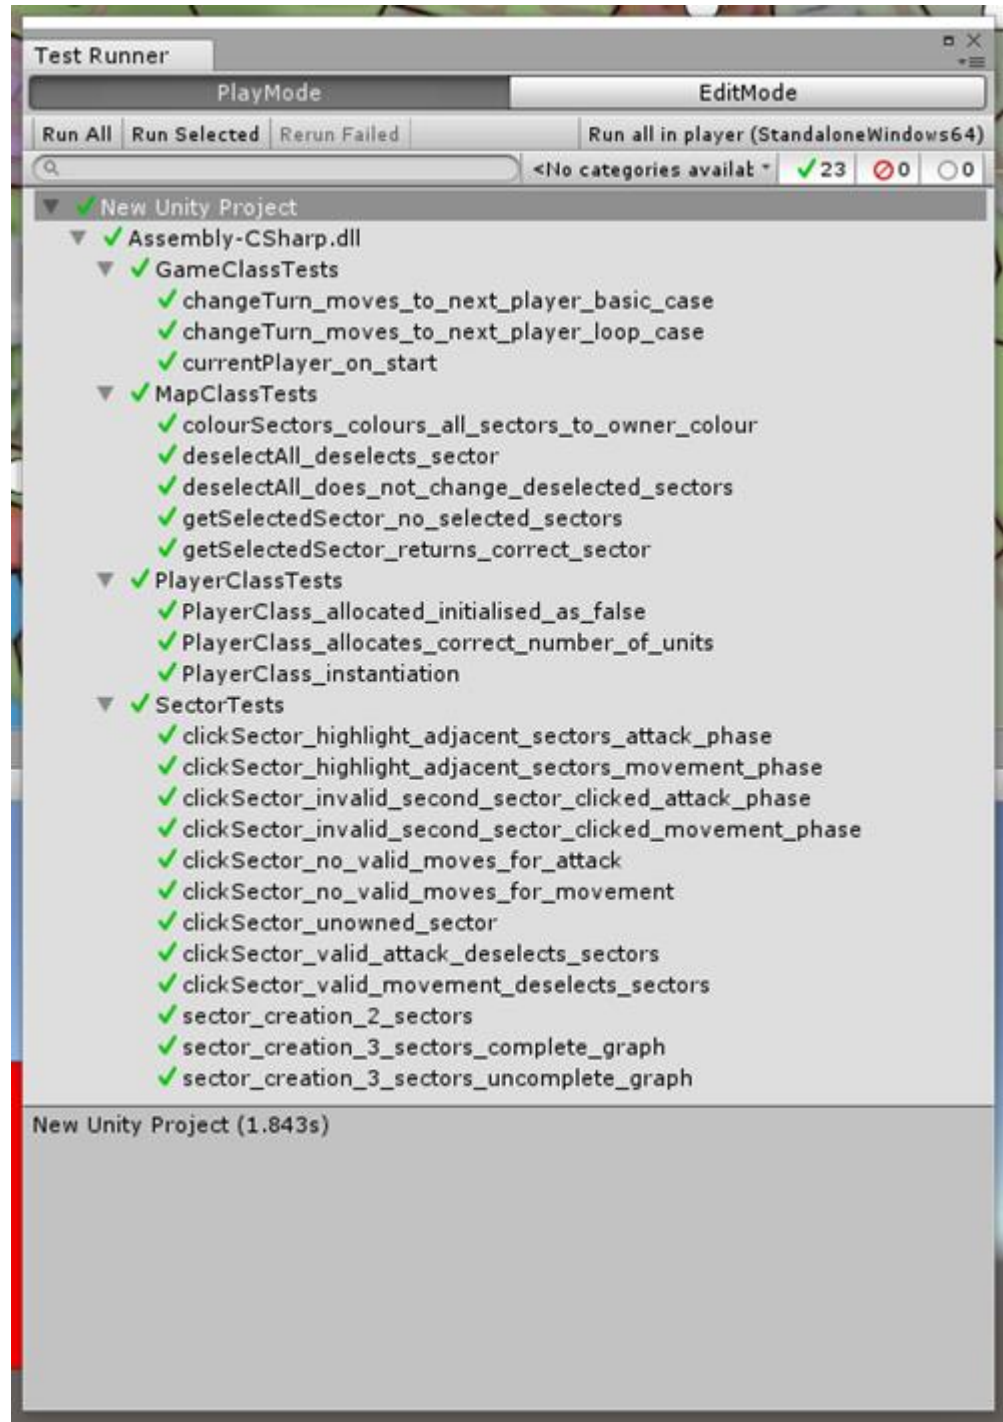 Test Runner
PlayMode EditMode
Run All Run Selected Rerun Failed Run all in player (StandaloneWindows64)
<No categories availat 23 0 0
New Unity Project
Assembly-CSharp.dll
GameClassTests
changeTurn_moves_to_next_player_basic_case
changeTurn_moves_to_next_player_loop_case
currentPlayer_on_start
MapClassTests
colourSectors_colours_all_sectors_to_owner_colour
deselectAll_deselects_sector
deselectAll_does_not_change_deselected_sectors
getSelectedSector_no_selected_sectors
getSelectedSector_returns_correct_sector
PlayerClassTests
PlayerClass_allocated_initialised_as_false
PlayerClass_allocates_correct_number_of_units
PlayerClass_instantiation
SectorTests
clickSector_highlight_adjacent_sectors_attack_phase
clickSector_highlight_adjacent_sectors_movement_phase
clickSector_invalid_second_sector_clicked_attack_phase
clickSector_invalid_second_sector_clicked_movement_phase
clickSector_no_valid_moves_for_attack
clickSector_no_valid_moves_for_movement
clickSector_unowned_sector
clickSector_valid_attack_deselects_sectors
clickSector_valid_movement_deselects_sectors
sector_creation_2_sectors
sector_creation_3_sectors_complete_graph
sector_creation_3_sectors_uncomplete_graph
New Unity Project (1.843s)